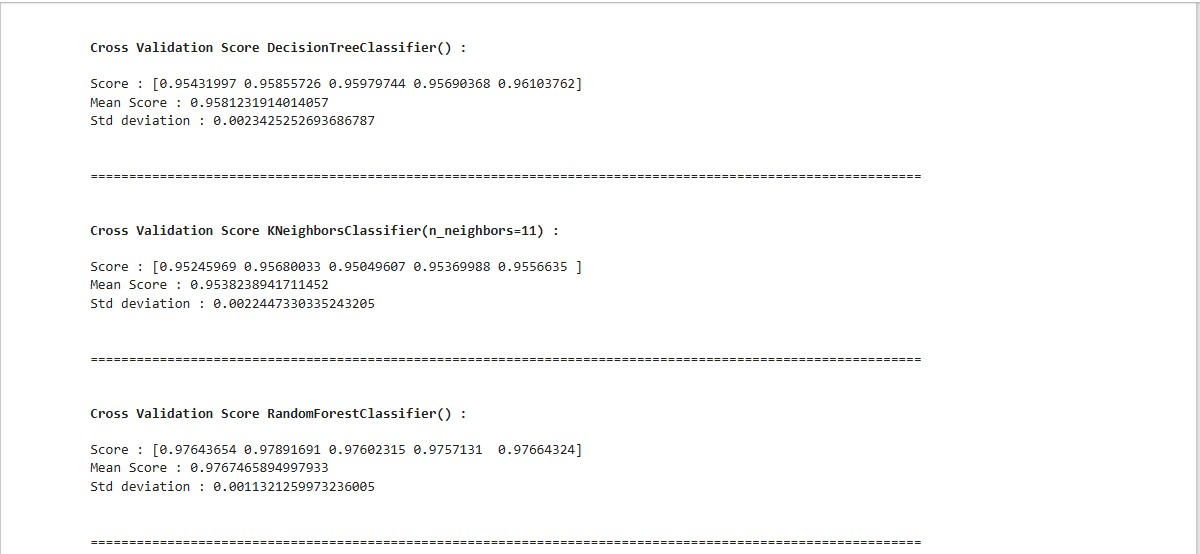 Cross Validation Score DecisionTreeClassifier() :
Score : [0.95431997 0.95855726 0.95979744 0.95690368 0.96103762]
Mean Score : 0.9581231914014057
Std deviation : 0.0023425252693686787
============================================================================================================
Cross Validation Score KNeighborsClassifier(n_neighbors=11) :
Score : [0.95245969 0.95680033 0.95049607 0.95369988 0.9556635 ]
Mean Score : 0.9538238941711452
Std deviation : 0.0022447330335243205
============================================================================================================
Cross Validation Score RandomForestClassifier() :
Score : [0.97643654 0.97891691 0.97602315 0.9757131  0.97664324]
Mean Score : 0.9767465894997933
Std deviation : 0.0011321259973236005
============================================================================================================